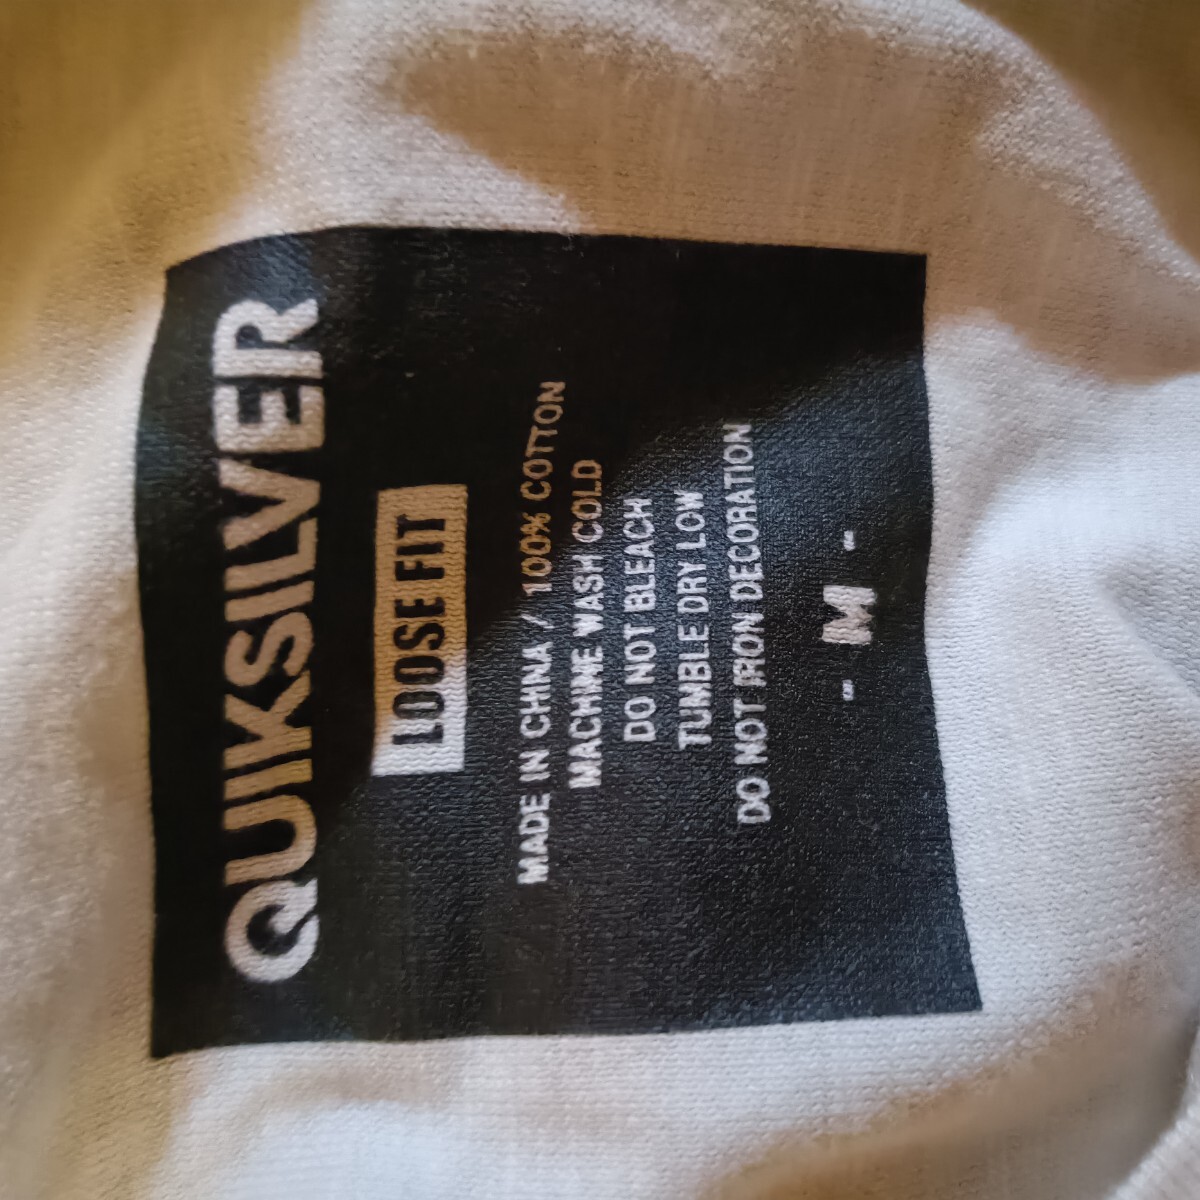 QUIKSILVER
LOOSE FIT
MADE IN CHINA / 100% COTTON
MACHINE WASH COLD
DO NOT BLEACH
TUMBLE DRY LOW
DO NOT IRON DECORATION
- M -